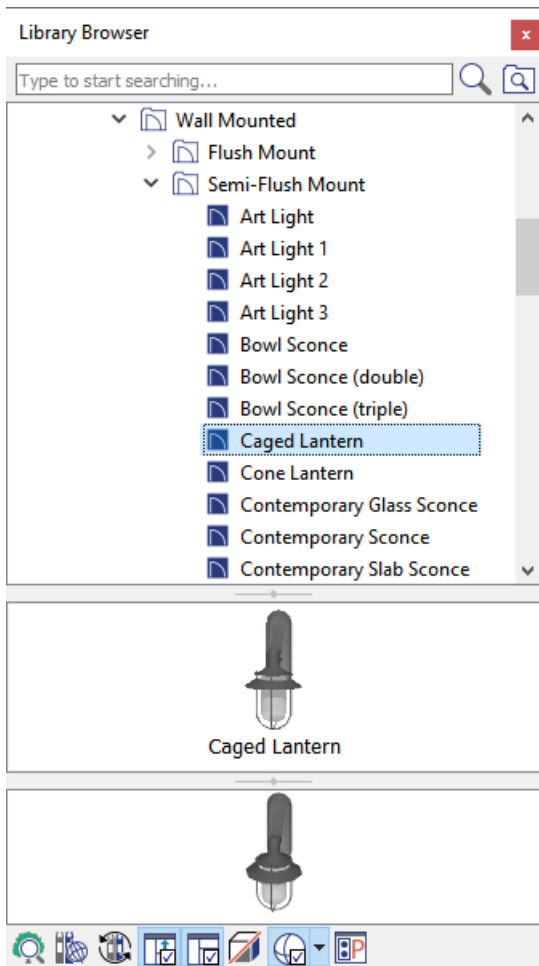 Library Browser
x
Type to start searching...
Wall Mounted
Flush Mount
Semi-Flush Mount
Art Light
Art Light 1
Art Light 2
Art Light 3
Bowl Sconce
Bowl Sconce (double)
Bowl Sconce (triple)
Caged Lantern
Cone Lantern
Contemporary Glass Sconce
Contemporary Sconce
Contemporary Slab Sconce
Caged Lantern
P